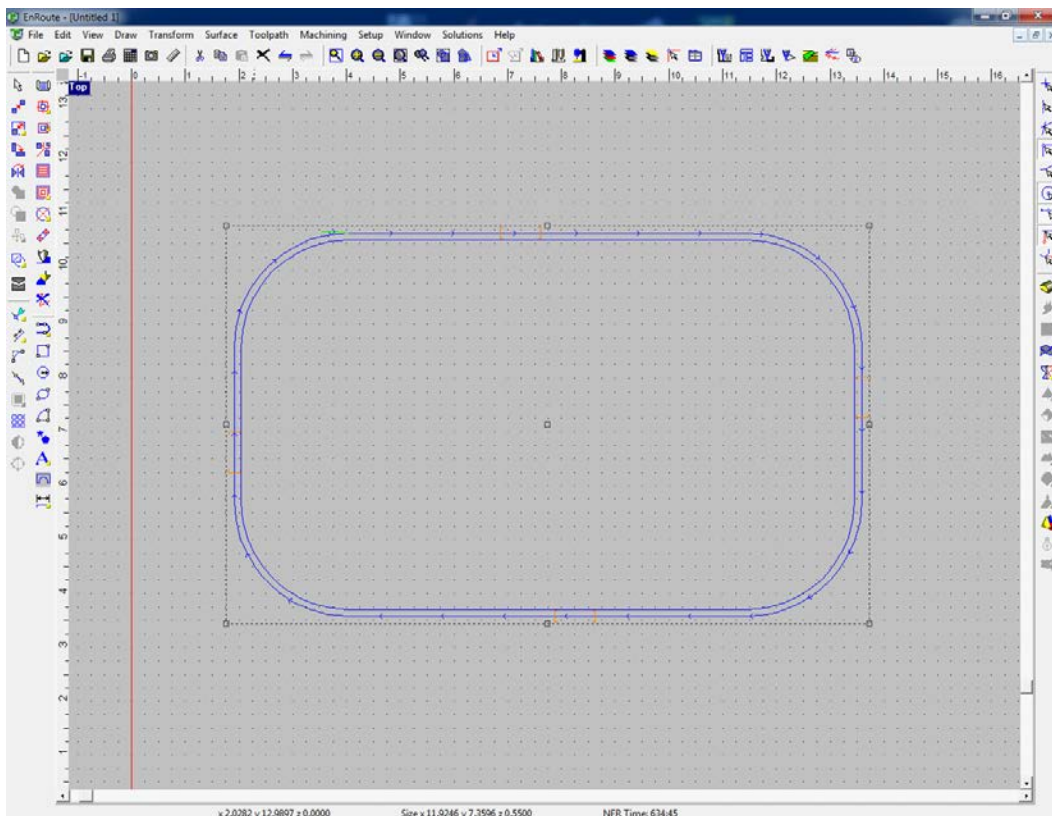 EnRoute - [Untitled 1]
File Edit View Draw Transform Surface Toolpath Machining Setup Window Solutions Help
-1 0 1 2 3 4 5 6 7 8 9 10 11 12 13 14 15 16
Top
13
12
11
10
9
8
7
6
5
4
3
2
1
x 2.0282 y 12.9897 z 0.0000 Size x 11.9246 y 7.3596 z 0.5500 NFR Time: 634:45